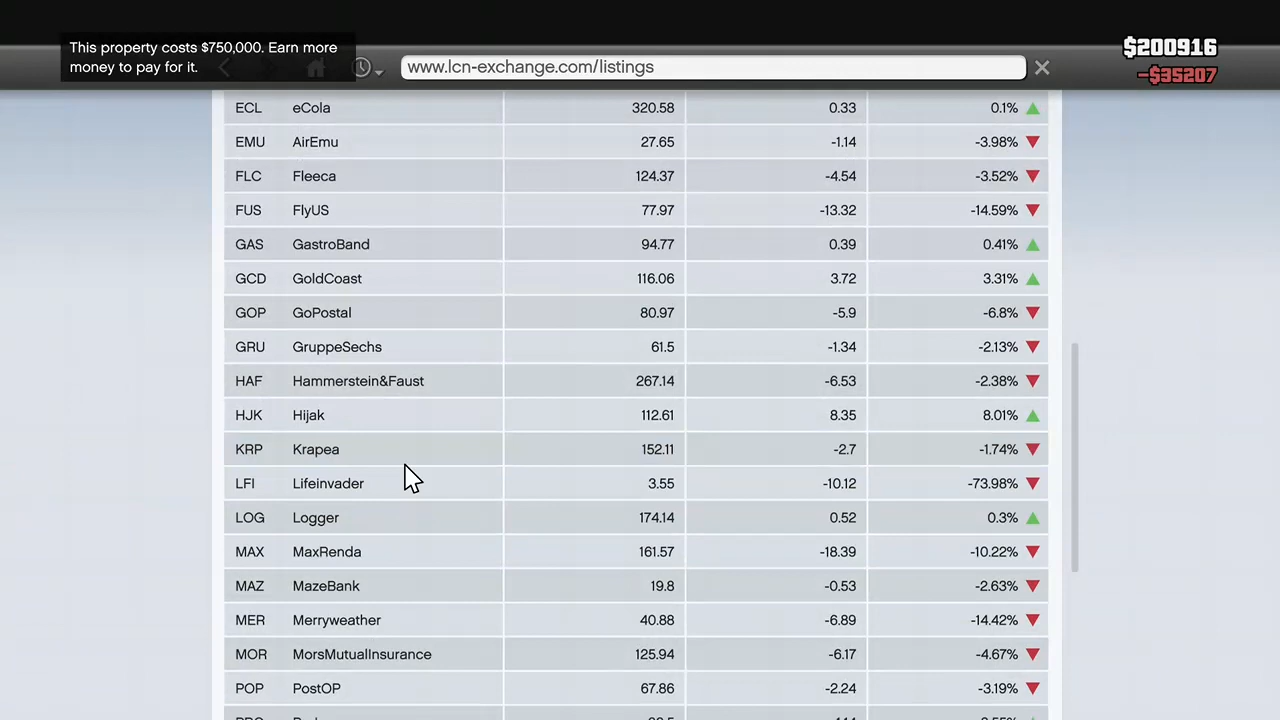 This property costs $750,000. Earn more
money to pay for it.
www.lcn-exchange.com/listings
$200916
-$35207
ECL eCola 320.58 0.33 0.1%
EMU AirEmu 27.65 -1.14 -3.98%
FLC Fleeca 124.37 -4.54 -3.52%
FUS FlyUS 77.97 -13.32 -14.59%
GAS GastroBand 94.77 0.39 0.41%
GCD GoldCoast 116.06 3.72 3.31%
GOP GoPostal 80.97 -5.9 -6.8%
GRU GruppeSechs 61.5 -1.34 -2.13%
HAF Hammerstein&Faust 267.14 -6.53 -2.38%
HJK Hijak 112.61 8.35 8.01%
KRP Krapea 152.11 -2.7 -1.74%
LFI Lifeinvader 3.55 -10.12 -73.98%
LOG Logger 174.14 0.52 0.3%
MAX MaxRenda 161.57 -18.39 -10.22%
MAZ MazeBank 19.8 -0.53 -2.63%
MER Merryweather 40.88 -6.89 -14.42%
MOR MorsMutualInsurance 125.94 -6.17 -4.67%
POP PostOP 67.86 -2.24 -3.19%